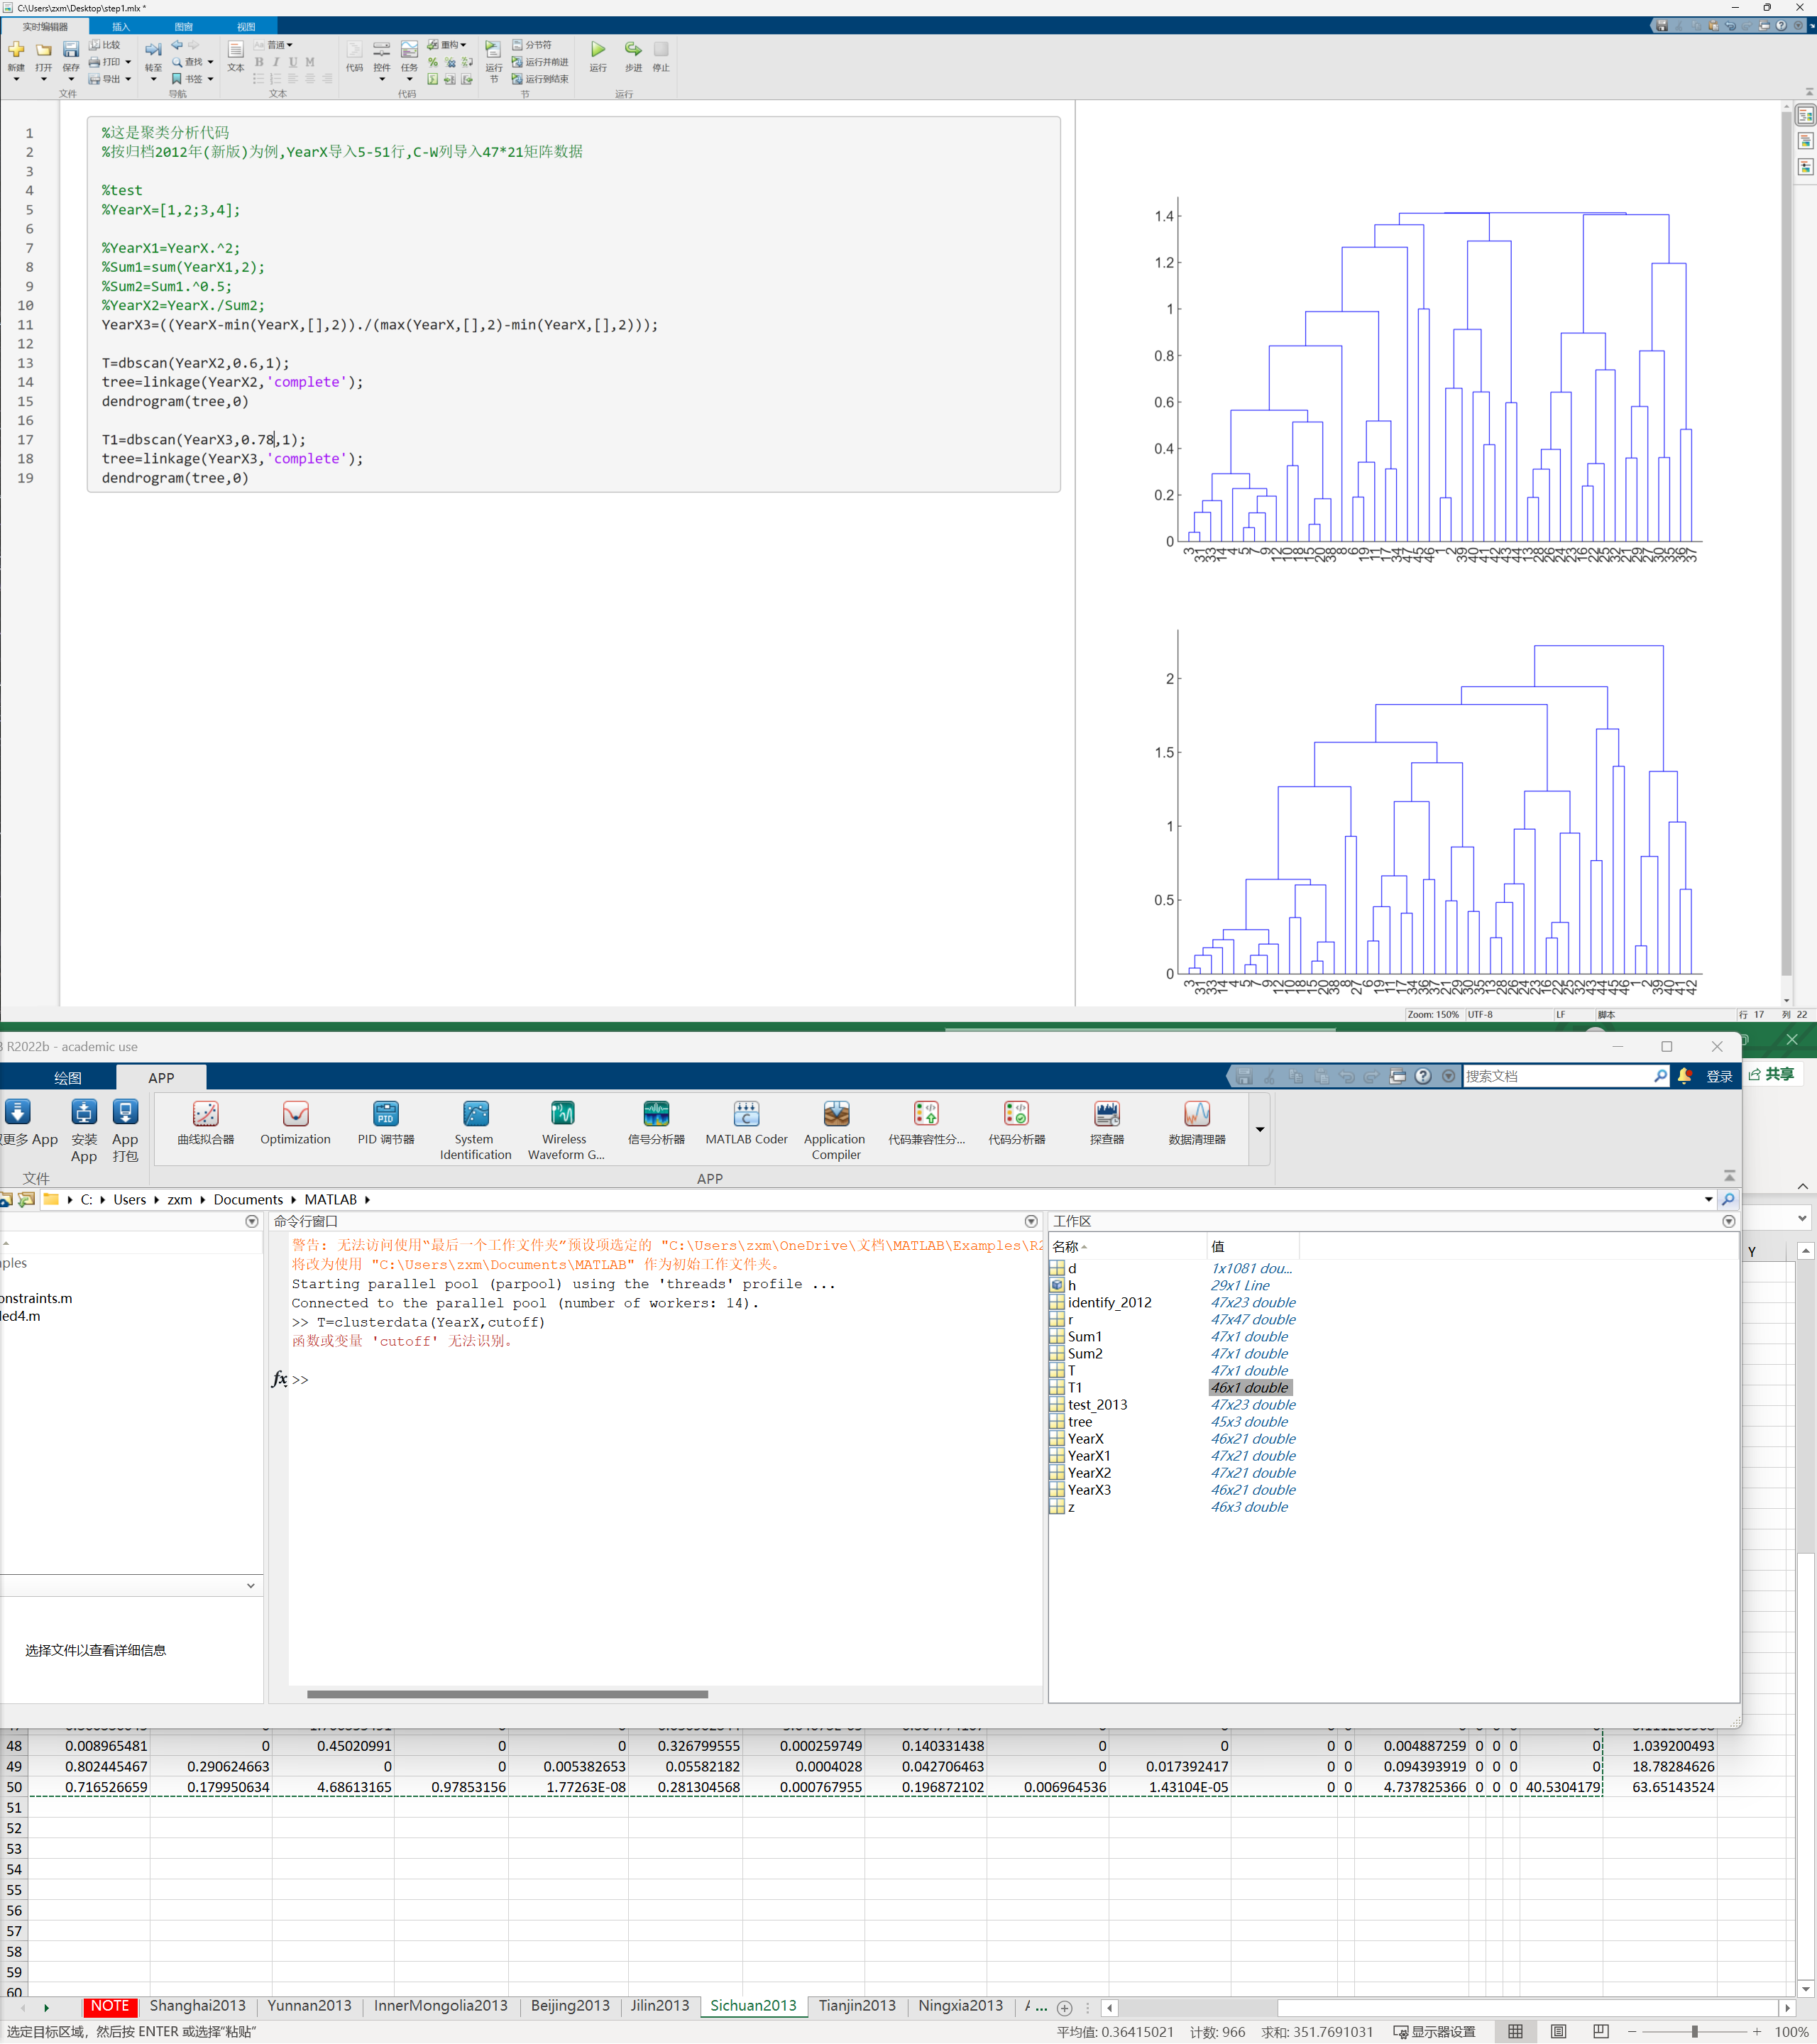 C:\Users\zxm\Desktop\step1.mlx *
实时编辑器 插入 图窗 视图
新建 打开 保存 比较 打印 导出 转至 查找 书签 文本 普通 B I U M 代码 控件 任务 重构 运行节 分节符 运行并前进 运行到结束 运行 步进 停止
文件 导航 文本 代码 节 运行
1 %这是聚类分析代码
2 %按归档2012年(新版)为例,YearX导入5-51行,C-W列导入47*21矩阵数据
3
4 %test
5 %YearX=[1,2;3,4];
6
7 %YearX1=YearX.^2;
8 %Sum1=sum(YearX1,2);
9 %Sum2=Sum1.^0.5;
10 %YearX2=YearX./Sum2;
11 YearX3=((YearX-min(YearX,[],2))./(max(YearX,[],2)-min(YearX,[],2)));
12
13 T=dbscan(YearX2,0.6,1);
14 tree=linkage(YearX2,'complete');
15 dendrogram(tree,0)
16
17 T1=dbscan(YearX3,0.78,1);
18 tree=linkage(YearX3,'complete');
19 dendrogram(tree,0)
1.4
1.2
1
0.8
0.6
0.4
0.2
0
3 31 33 14 4 5 7 9 12 10 18 15 20 38 8 6 19 11 17 34 47 45 46 1 2 39 40 41 42 43 44 13 28 26 24 23 16 22 25 32 21 29 27 30 35 36 37
2
1.5
1
0.5
0
3 31 33 14 4 5 7 9 12 10 18 15 20 38 8 27 6 19 11 17 34 36 37 21 29 30 35 13 28 26 24 23 16 22 25 32 43 44 45 46 1 2 39 40 41 42
Zoom: 150% UTF-8 LF 脚本 行 17 列 22
R2022b - academic use
绘图 APP 搜索文档 登录 共享
更多 App 安装 App App 打包 曲线拟合器 Optimization PID 调节器 System Identification Wireless Waveform G... 信号分析器 MATLAB Coder Application Compiler 代码兼容性分... 代码分析器 探查器 数据清理器
文件 APP
C: Users zxm Documents MATLAB
命令行窗口
警告: 无法访问使用“最后一个工作文件夹”预设项选定的 "C:\Users\zxm\OneDrive\文档\MATLAB\Examples\R2
将改为使用 "C:\Users\zxm\Documents\MATLAB" 作为初始工作文件夹。
Starting parallel pool (parpool) using the 'threads' profile ...
Connected to the parallel pool (number of workers: 14).
>> T=clusterdata(YearX,cutoff)
函数或变量 'cutoff' 无法识别。
fx >>
ples
onstraints.m
led4.m
选择文件以查看详细信息
工作区
名称 值
d 1x1081 dou...
h 29x1 Line
identify_2012 47x23 double
r 47x47 double
Sum1 47x1 double
Sum2 47x1 double
T 47x1 double
T1 46x1 double
test_2013 47x23 double
tree 45x3 double
YearX 46x21 double
YearX1 47x21 double
YearX2 47x21 double
YearX3 46x21 double
z 46x3 double
Y
48 0.008965481 0 0.45020991 0 0 0.326799555 0.000259749 0.140331438 0 0 0 0 0.004887259 0 0 0 0 1.039200493
49 0.802445467 0.290624663 0 0 0.005382653 0.05582182 0.0004028 0.042706463 0 0.017392417 0 0 0.094393919 0 0 0 0 18.78284626
50 0.716526659 0.179950634 4.68613165 0.97853156 1.77263E-08 0.281304568 0.000767955 0.196872102 0.006964536 1.43104E-05 0 0 4.737825366 0 0 0 40.5304179 63.65143524
51
52
53
54
55
56
57
58
59
60
NOTE Shanghai2013 Yunnan2013 InnerMongolia2013 Beijing2013 Jilin2013 Sichuan2013 Tianjin2013 Ningxia2013 ...
选定目标区域，然后按 ENTER 或选择“粘贴” 平均值: 0.36415021 计数: 966 求和: 351.7691031 显示器设置 100%